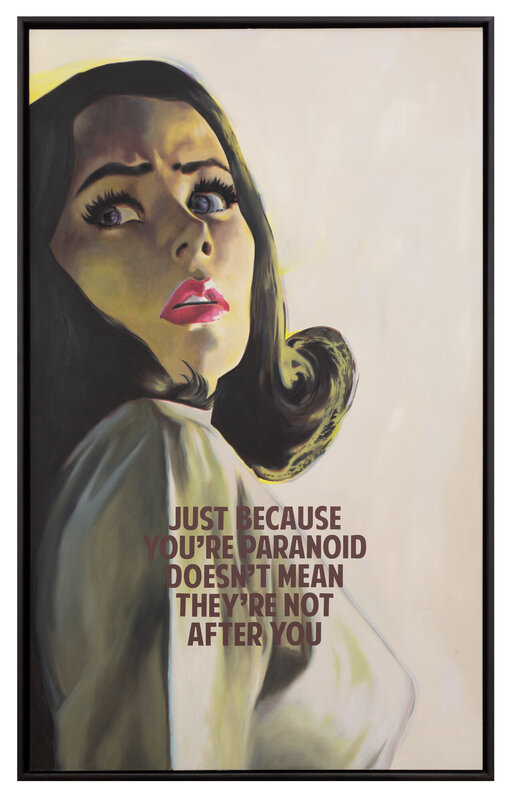 JUST BECAUSE
YOU'RE PARANOID
DOESN'T MEAN
THEY'RE NOT
AFTER YOU